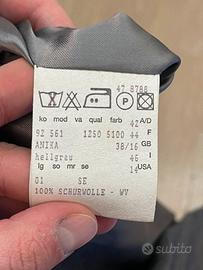 47 8788
P
ko mod va qual farb 42 A/D
92 561 1250 5100 44 F
ANIKA 38/16 GB
hellgrau 46 I
lg so mr se 14 USA
01 SE
100% SCHURWOLLE - WV
subito